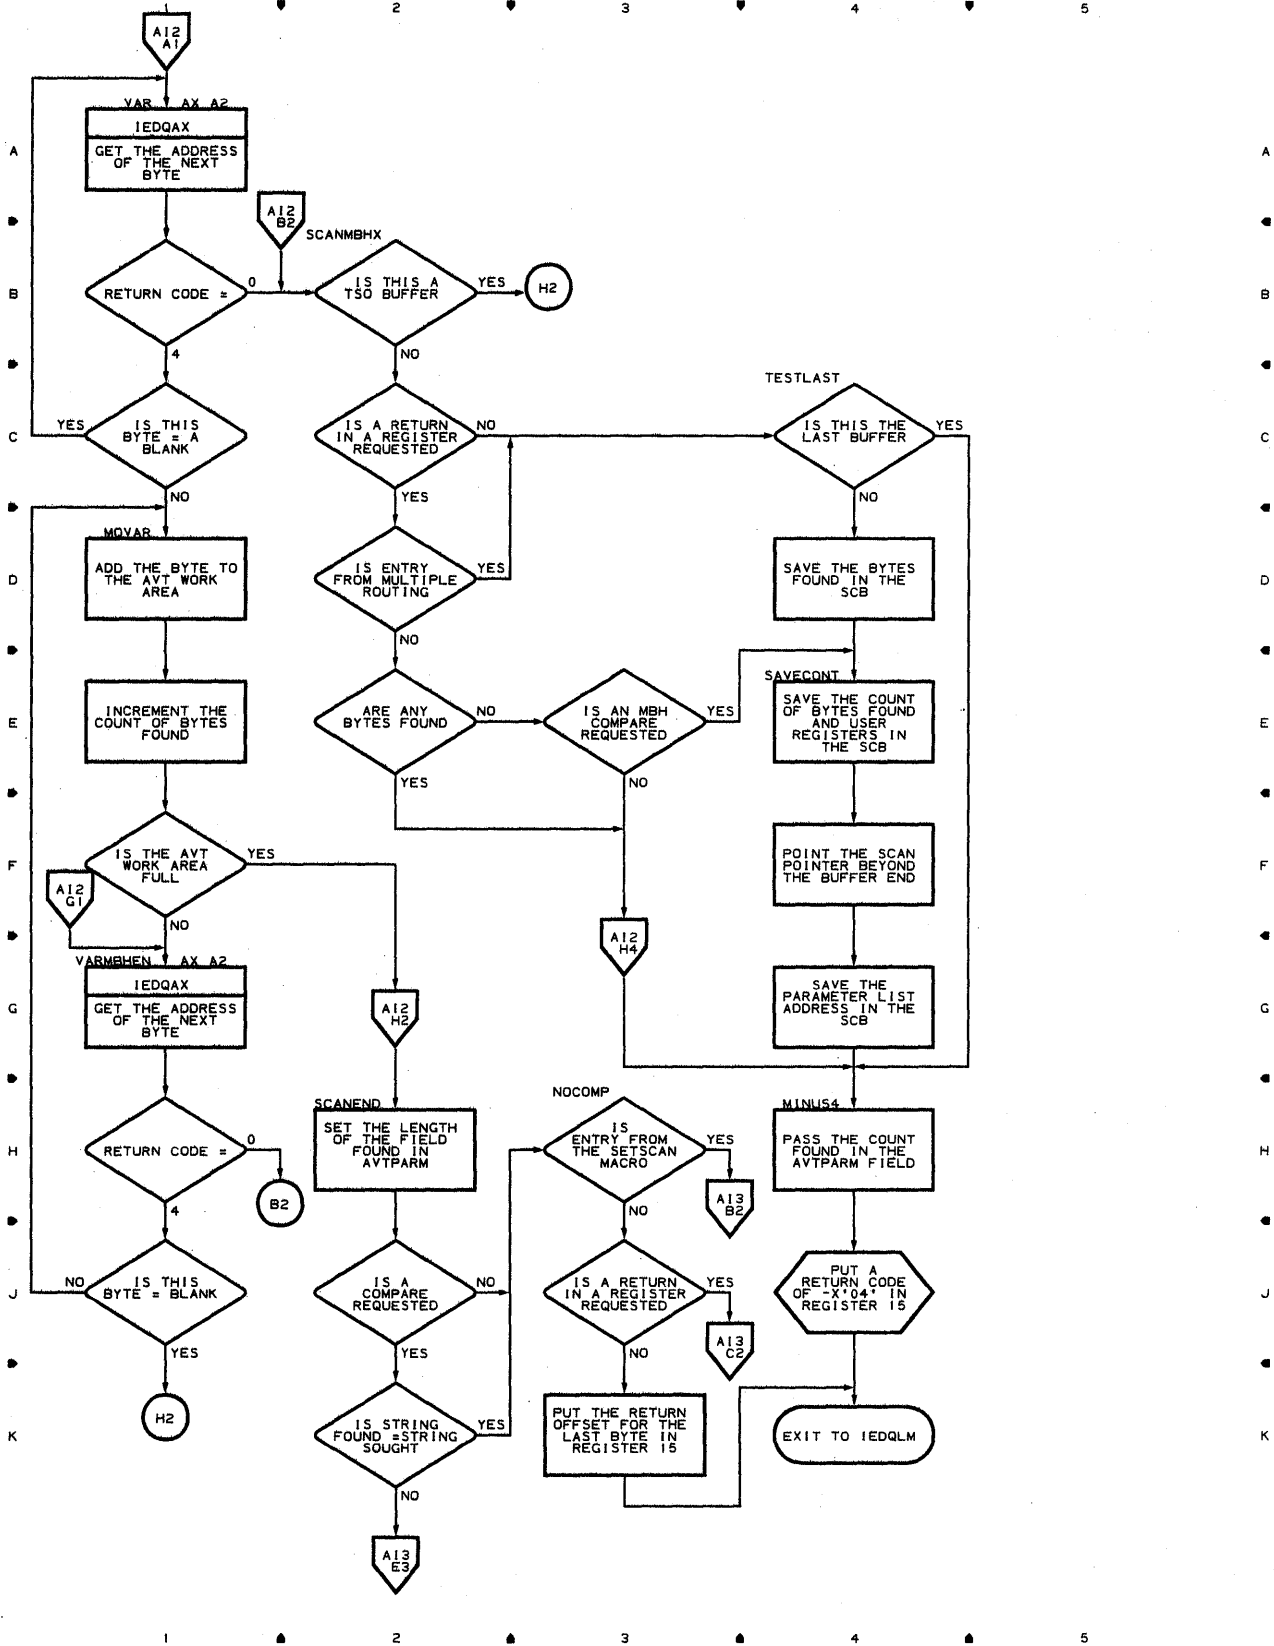 1 2 3 4 5
AI2
A1
VAR AX A2
IEDQAX
A A
GET THE ADDRESS
OF THE NEXT
BYTE
AI2
B2
SCANMBHX
B B
RETURN CODE =
0
IS THIS A
TSO BUFFER
YES
H2
4
NO
TESTLAST
C C
YES
IS THIS
BYTE = A
BLANK
IS A RETURN
IN A REGISTER
REQUESTED
NO
IS THIS THE
LAST BUFFER
YES
NO
YES
NO
MOVAR
D D
ADD THE BYTE TO
THE AVT WORK
AREA
IS ENTRY
FROM MULTIPLE
ROUTING
YES
SAVE THE BYTES
FOUND IN THE
SCB
NO
SAVECONT
E E
INCREMENT THE
COUNT OF BYTES
FOUND
ARE ANY
BYTES FOUND
NO
IS AN MBH
COMPARE
REQUESTED
YES
SAVE THE COUNT
OF BYTES FOUND
AND USER
REGISTERS IN
THE SCB
YES
NO
F F
IS THE AVT
WORK AREA
FULL
YES
POINT THE SCAN
POINTER BEYOND
THE BUFFER END
AI2
G1
NO
AI2
H4
VARMBHEN AX A2
IEDQAX
G G
GET THE ADDRESS
OF THE NEXT
BYTE
AI2
H2
SAVE THE
PARAMETER LIST
ADDRESS IN THE
SCB
SCANEND
NOCOMP
MINUS4
H H
RETURN CODE =
0
SET THE LENGTH
OF THE FIELD
FOUND IN
AVTPARM
IS
ENTRY FROM
THE SETSCAN
MACRO
YES
PASS THE COUNT
FOUND IN THE
AVTPARM FIELD
B2
AI3
B2
4
NO
J J
NO
IS THIS
BYTE = BLANK
IS A
COMPARE
REQUESTED
NO
IS A RETURN
IN A REGISTER
REQUESTED
YES
PUT A
RETURN CODE
OF -X'04' IN
REGISTER 15
AI3
C2
YES
YES
NO
K K
H2
IS STRING
FOUND =STRING
SOUGHT
YES
PUT THE RETURN
OFFSET FOR THE
LAST BYTE IN
REGISTER 15
EXIT TO IEDQLM
NO
AI3
E3
1 2 3 4 5